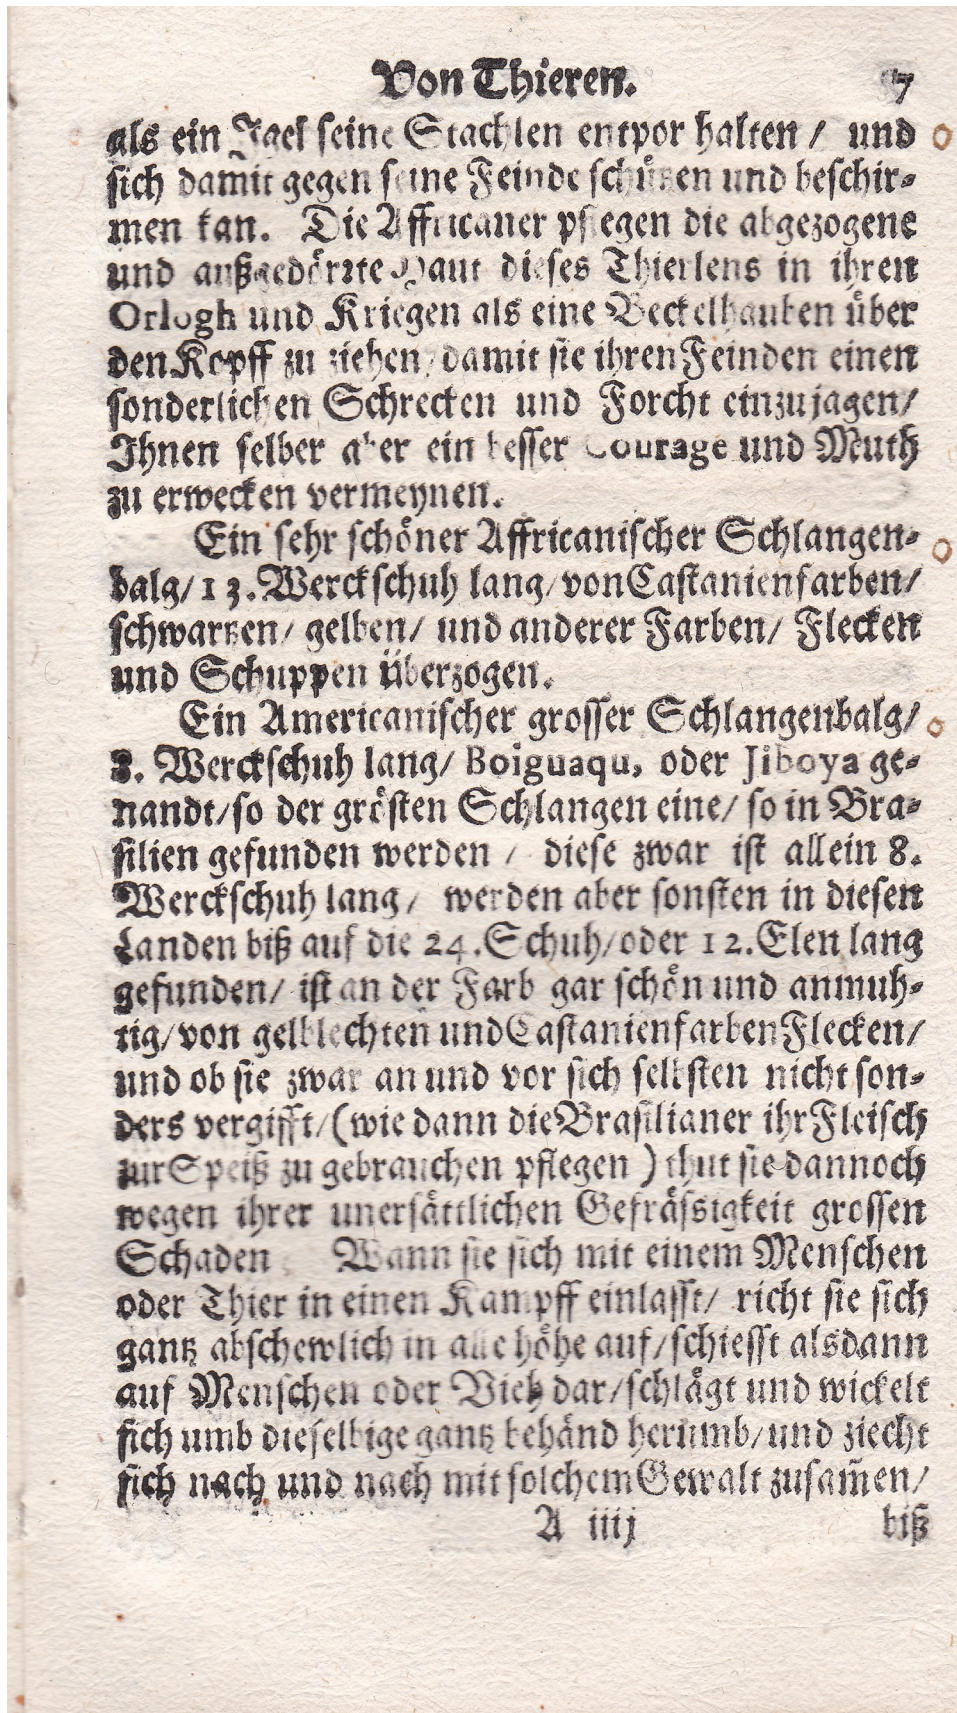 Von Thieren. 7
als ein Igel seine Stachlen entpor halten / und
sich damit gegen seine Feinde schützen und beschir⸗
men kan. Die Affricaner pflegen die abgezogene
und außgedörzte Haut dieses Thierlens in ihren
Orlogh und Kriegen als eine Beckelhauben über
den Kopff zu ziehen / damit sie ihren Feinden einen
sonderlichen Schrecken und Forcht einzujagen /
Ihnen selber aber ein besser Courage und Muth
zu erwecken vermeynen.
Ein sehr schöner Affricanischer Schlangen⸗
balg / 13. Werckschuh lang / von Castanienfarben /
schwartzen / gelben / und anderer Farben / Flecken
und Schuppen überzogen.
Ein Americanischer grosser Schlangenbalg /
8. Werckschuh lang / Boiguaqu, oder Jiboya ge⸗
nandt / so der grösten Schlangen eine / so in Bra⸗
silien gefunden werden / diese zwar ist allein 8.
Werckschuh lang / werden aber sonsten in diesen
Landen biß auf die 24. Schuh / oder 12. Elen lang
gefunden / ist an der Farb gar schön und anmuh⸗
tig / von gelblechten und Castanienfarben Flecken /
und ob sie zwar an und vor sich selbsten nicht son⸗
ders vergifft / (wie dann die Brasilianer ihr Fleisch
zur Speiß zu gebrauchen pflegen) thut sie dannoch
wegen ihrer unersättlichen Gefrässigkeit grossen
Schaden. Wann sie sich mit einem Menschen
oder Thier in einen Kampff einlasst / richt sie sich
gantz abschewlich in alle höhe auf / schiesst alsdann
auf Menschen oder Vieh dar / schlägt und wickelt
sich umb dieselbige gantz behänd herumb / und ziecht
sich nach und nach mit solchem Gewalt zusam̃en /
A iiij biß